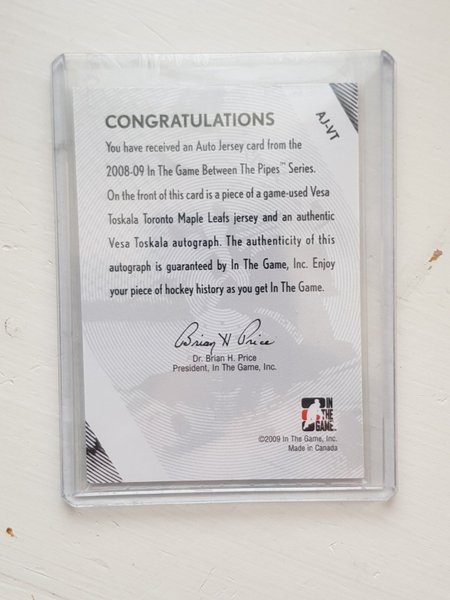 CONGRATULATIONS
AJ-VT
You have received an Auto Jersey card from the
2008-09 In The Game Between The Pipes™ Series.
On the front of this card is a piece of a game-used Vesa
Toskala Toronto Maple Leafs jersey and an authentic
Vesa Toskala autograph. The authenticity of this
autograph is guaranteed by In The Game, Inc. Enjoy
your piece of hockey history as you get In The Game.
Brian H Price
Dr. Brian H. Price
President, In The Game, Inc.
IN
THE
GAME
©2009 In The Game, Inc.
Made in Canada